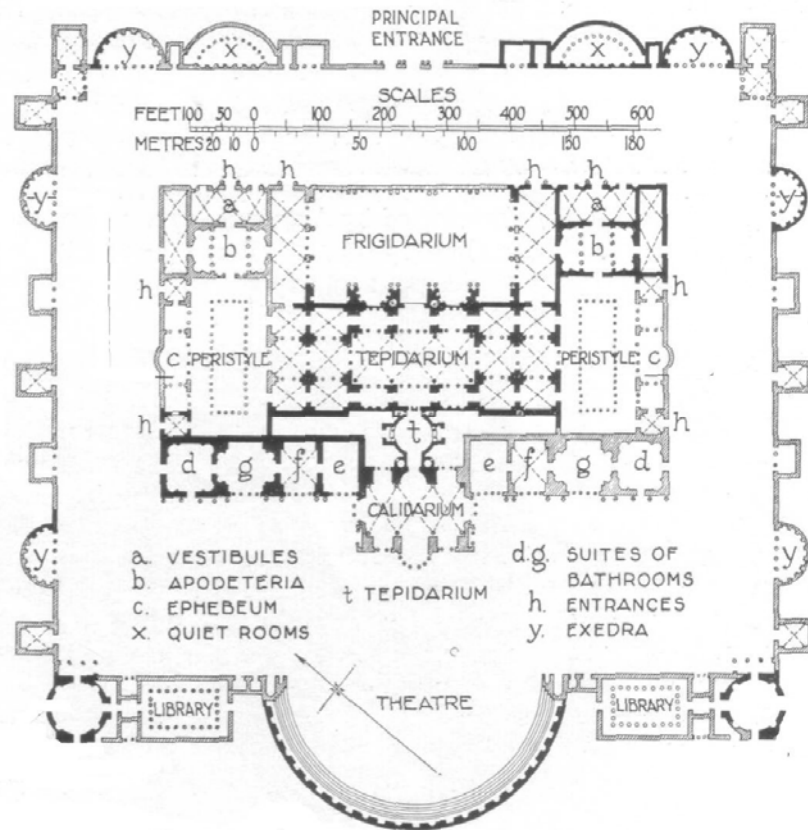 PRINCIPAL
ENTRANCE
y x x y
SCALES
FEET 100 50 0 100 200 300 400 500 600
METRES 20 10 0 30 100 150 180
h h h h
a a
y y
b FRIGIDARIUM b
h h
c PERISTYLE TEPIDARIUM PERISTYLE c
h h
t
d g f e e f g d
CALIDARIUM
y y
a. VESTIBULES
b. APODETERIA
c. EPHEBEUM
x. QUIET ROOMS
t TEPIDARIUM
d.g. SUITES OF
BATHROOMS
h. ENTRANCES
y. EXEDRA
LIBRARY THEATRE LIBRARY